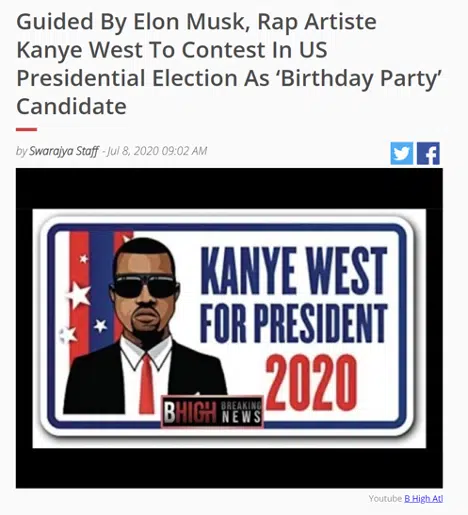 Guided By Elon Musk, Rap Artiste
Kanye West To Contest In US
Presidential Election As ‘Birthday Party’
Candidate
by Swarajya Staff - Jul 8, 2020 09:02 AM
KANYE WEST
FOR PRESIDENT
2020
BHIGH BREAKING NEWS
Youtube B High Atl